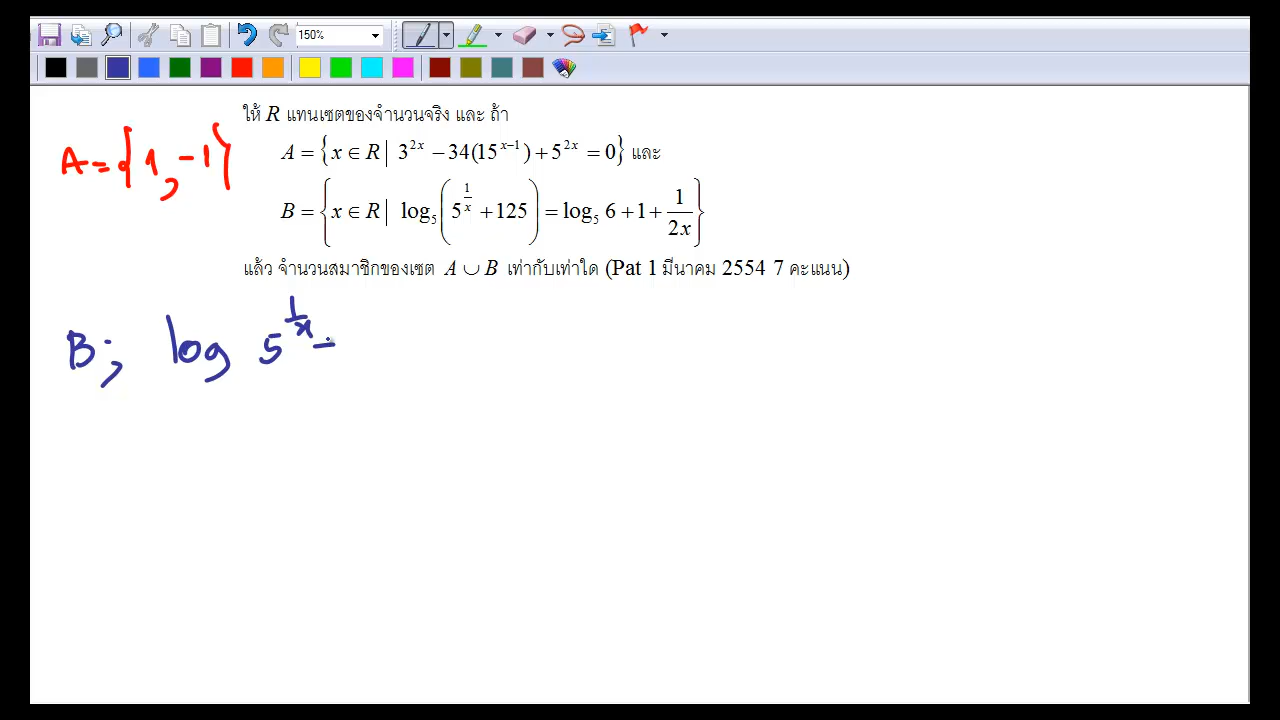 150%
ให้ R แทนเซตของจำนวนจริง และ ถ้า
A = {1, -1}
A = {x ∈ R | 3^{2x} − 34(15^{x−1}) + 5^{2x} = 0} และ
B = {x ∈ R | log₅(5^{1/x} + 125) = log₅ 6 + 1 + 1/(2x)}
แล้ว จำนวนสมาชิกของเซต A ∪ B เท่ากับเท่าใด (Pat 1 มีนาคม 2554 7 คะแนน)
B; log 5^{1/x} −